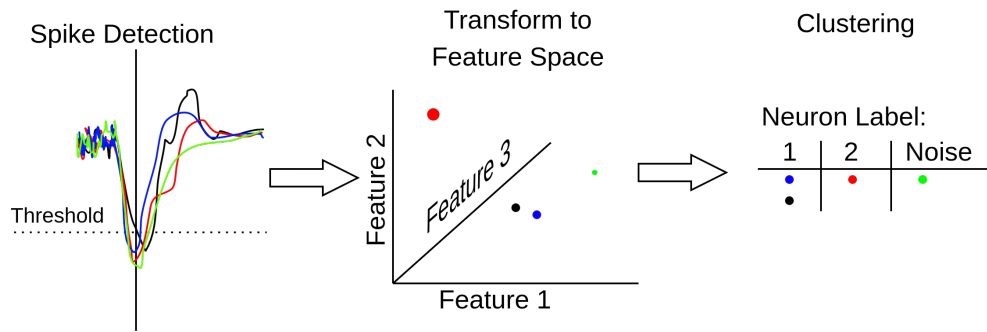 Spike Detection
Threshold
Transform to
Feature Space
Feature 2
Feature 3
Feature 1
Clustering
Neuron Label:
1 2 Noise